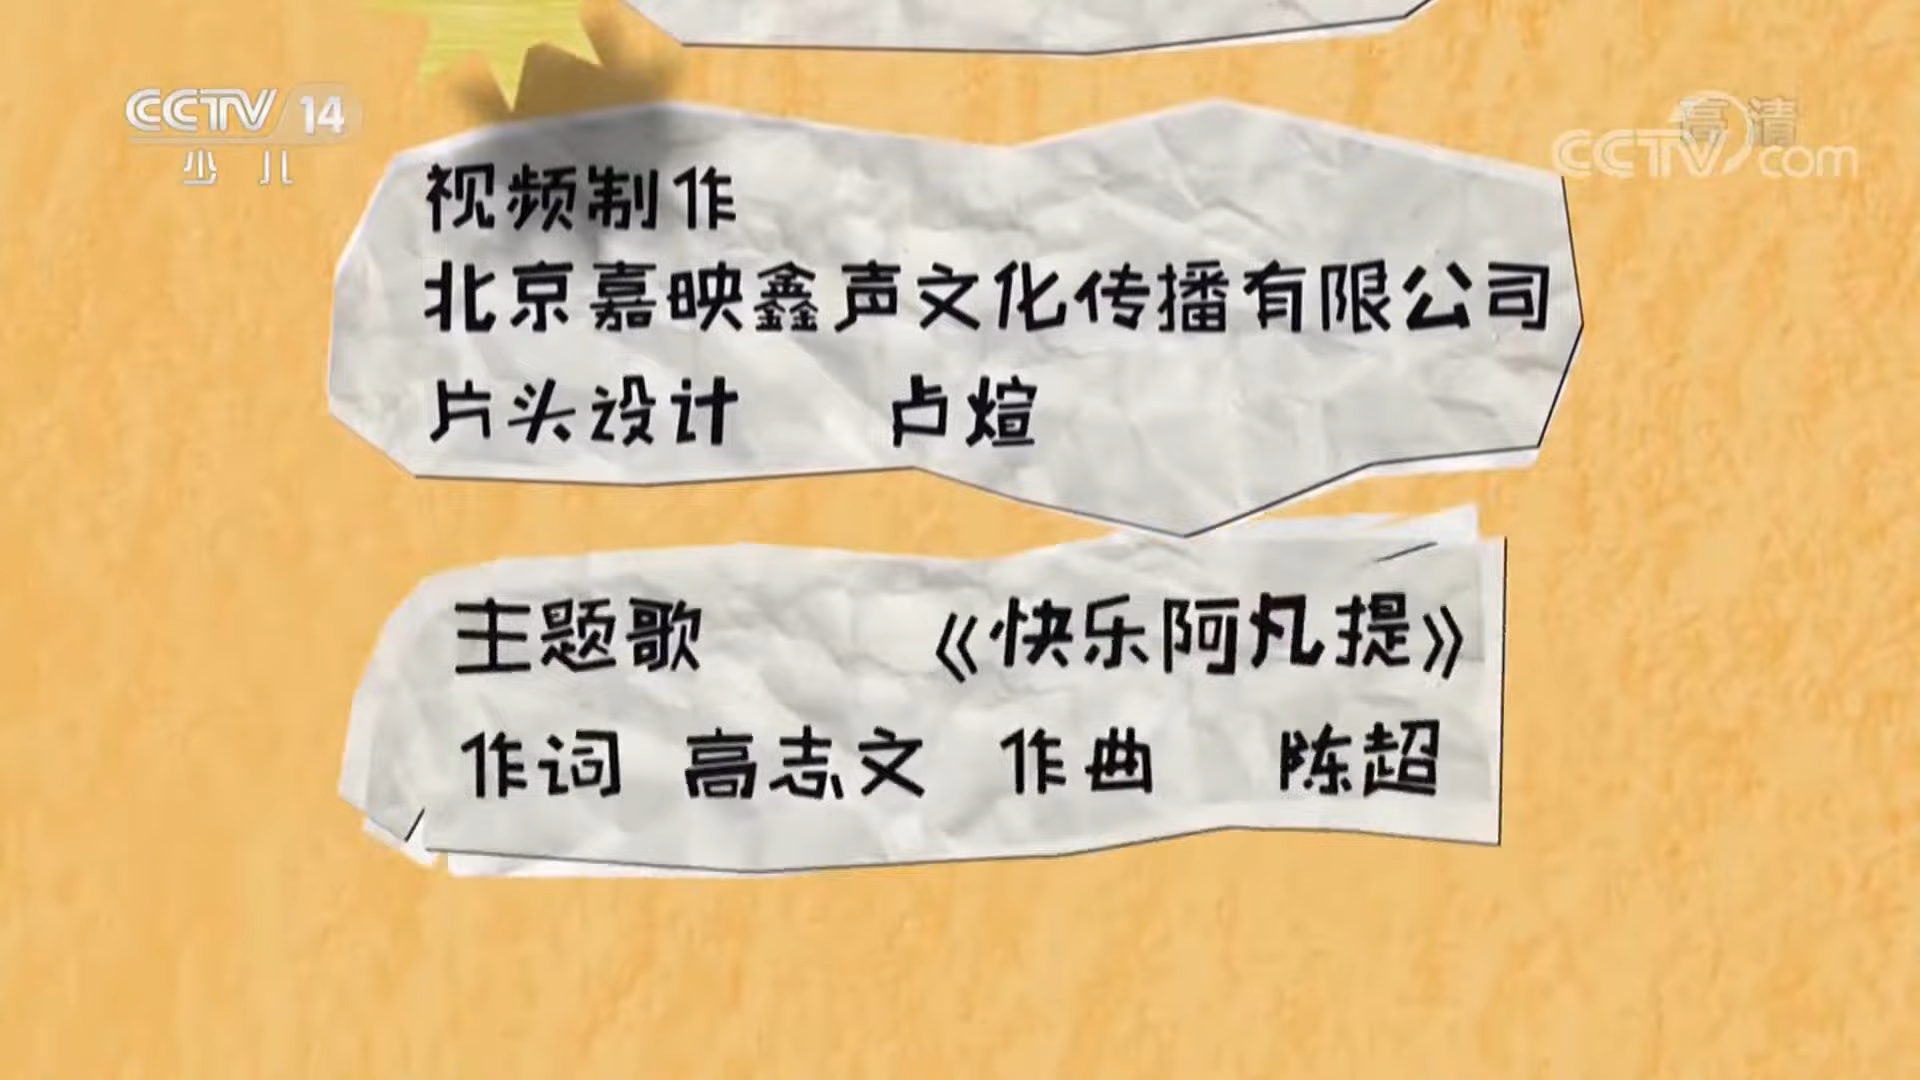 CCTV 14
少儿
高清
CCTV.com
视频制作
北京嘉映鑫声文化传播有限公司
片头设计 卢煊
主题歌 《快乐阿凡提》
作词 高志文 作曲 陈超